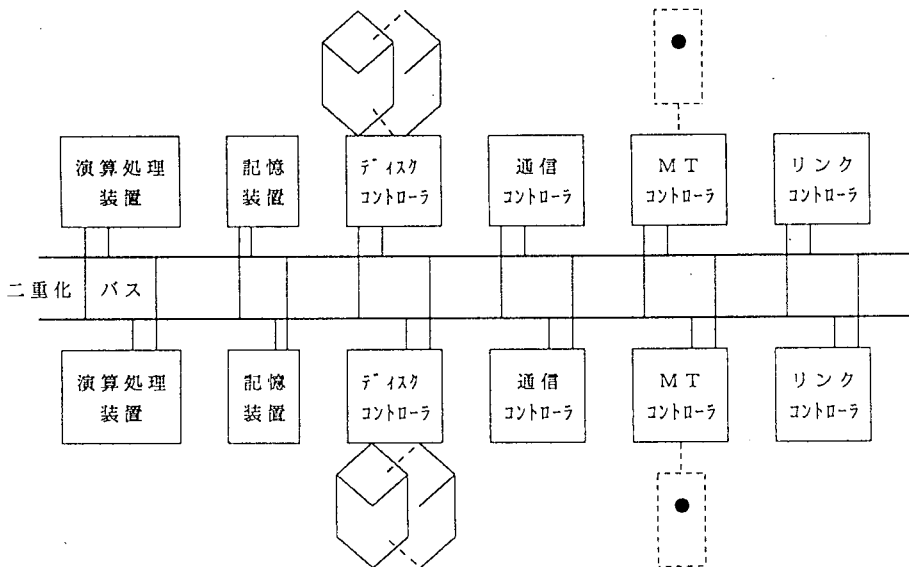 演算処理
装置
記憶
装置
ディスク
コントローラ
通信
コントローラ
MT
コントローラ
リンク
コントローラ
二重化 バス
演算処理
装置
記憶
装置
ディスク
コントローラ
通信
コントローラ
MT
コントローラ
リンク
コントローラ